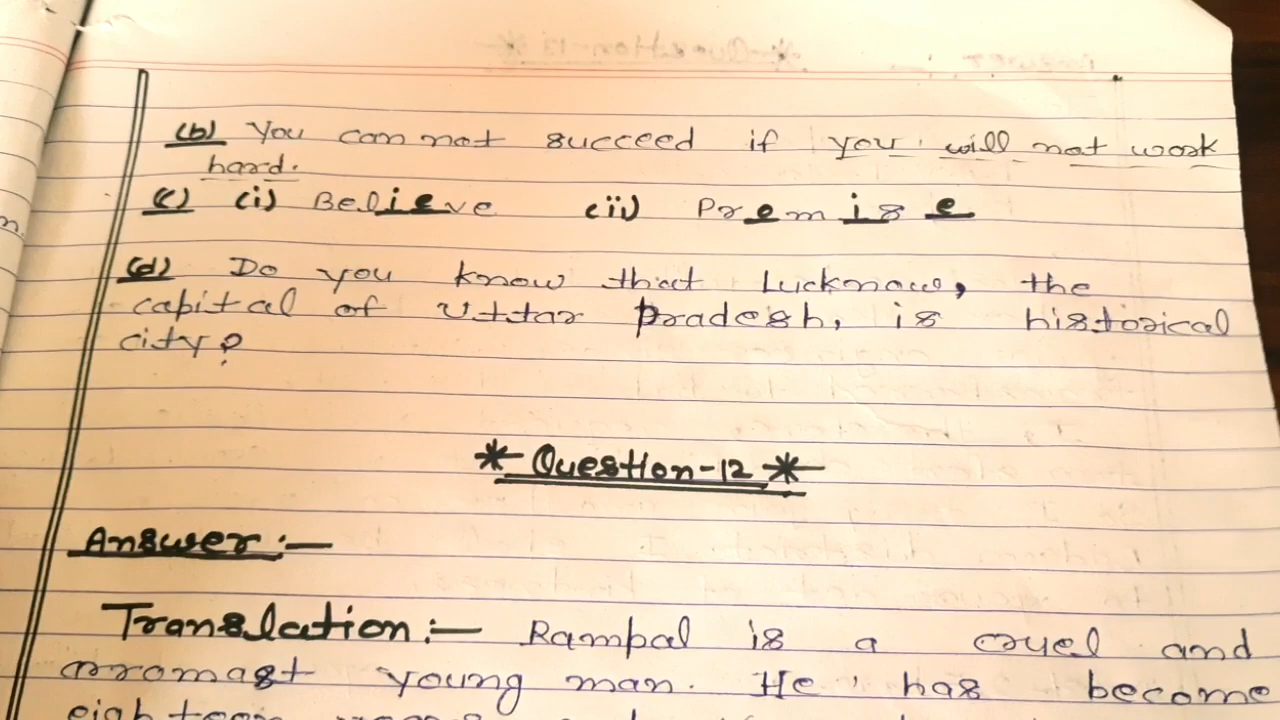 (b) You can not succeed if you will not work
hard.
(c) (i) Believe (ii) Premise
(d) Do you know that Lucknow, the
capital of Uttar Pradesh, is historical
city?
* Question-12 *
Answer :-
Translation :- Rampal is a cruel and
young man. He has become
eighteen years